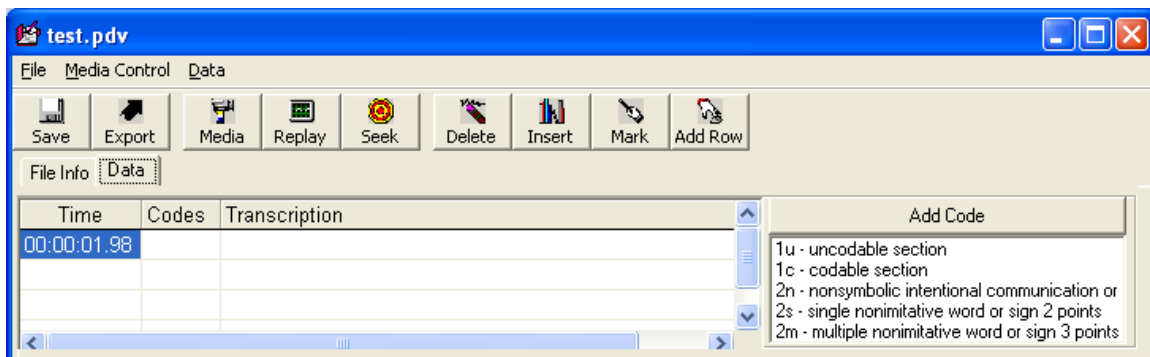 test.pdv
File Media Control Data
Save Export Media Replay Seek Delete Insert Mark Add Row
File Info Data
Time Codes Transcription Add Code
00:00:01.98
1u - uncodable section
1c - codable section
2n - nonsymbolic intentional communication or
2s - single nonimitative word or sign 2 points
2m - multiple nonimitative word or sign 3 points